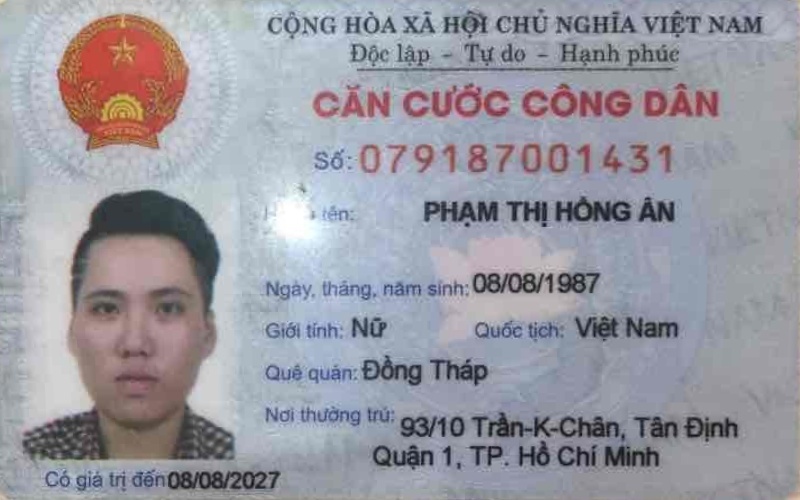 CỘNG HÒA XÃ HỘI CHỦ NGHĨA VIỆT NAM
Độc lập - Tự do - Hạnh phúc
CĂN CƯỚC CÔNG DÂN
Số: 079187001431
tên: PHẠM THỊ HỒNG ÂN
Ngày, tháng, năm sinh: 08/08/1987
Giới tính: Nữ Quốc tịch: Việt Nam
Quê quán: Đồng Tháp
Nơi thường trú: 93/10 Trần-K-Chân, Tân Định
Quận 1, TP. Hồ Chí Minh
Có giá trị đến 08/08/2027
VIỆT NAM